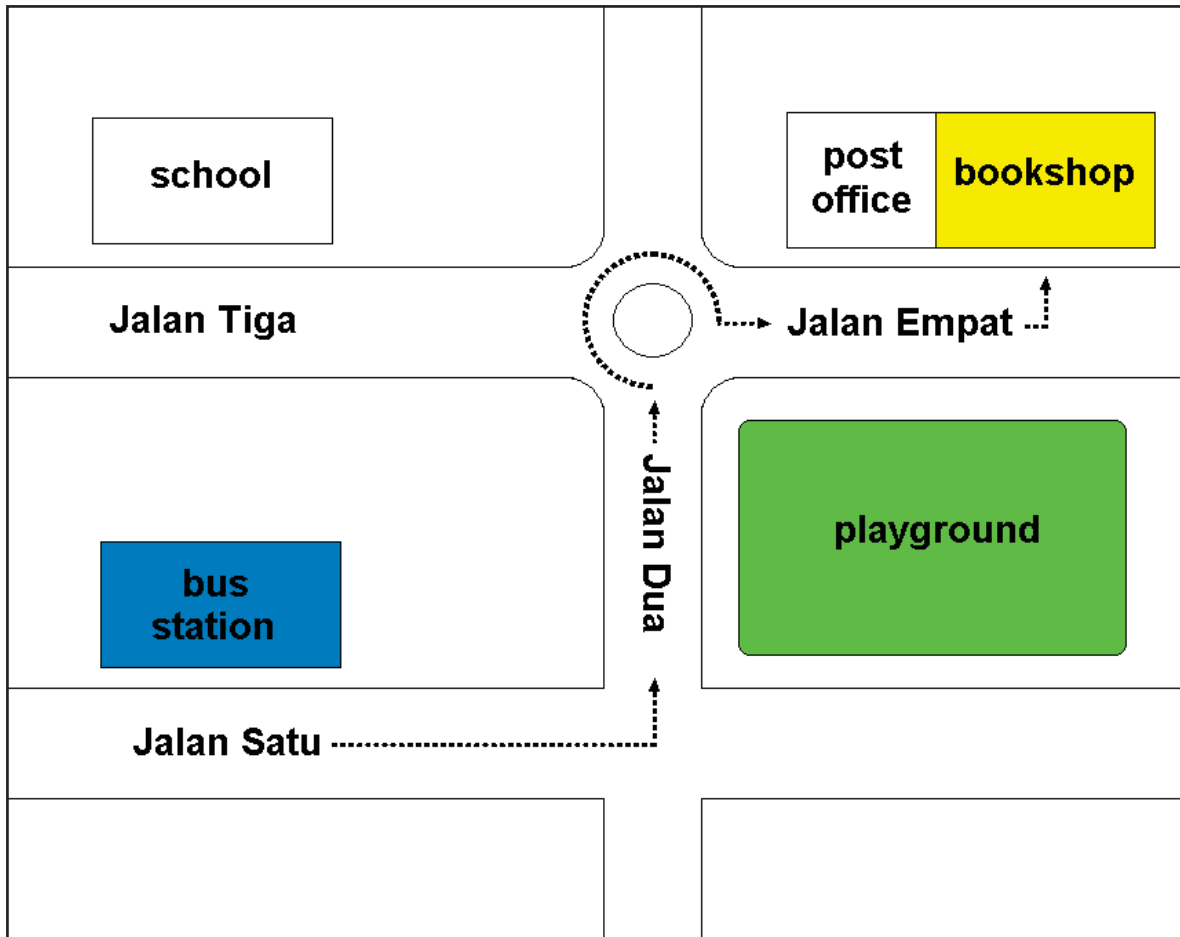 school
post
office
bookshop
Jalan Tiga
Jalan Empat
Jalan Dua
playground
bus
station
Jalan Satu